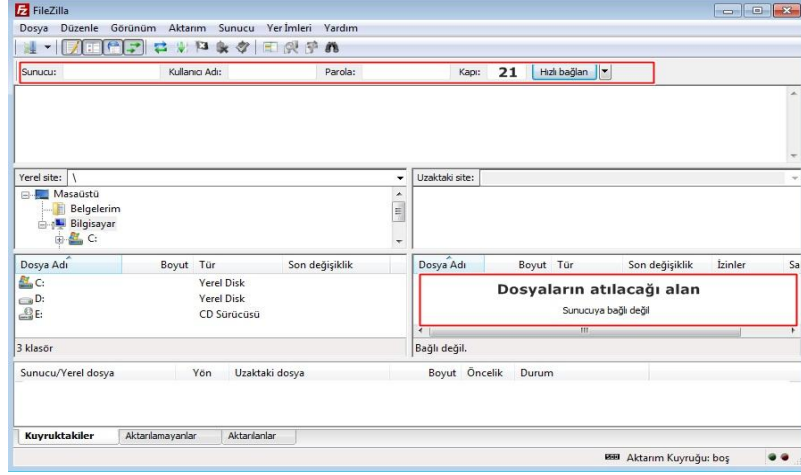 FileZilla
Dosya Düzenle Görünüm Aktarım Sunucu Yer İmleri Yardım
Sunucu: Kullanıcı Adı: Parola: Kapı: 21 Hızlı bağlan
Yerel site: \
Uzaktaki site:
Masaüstü
Belgelerim
Bilgisayar
C:
Dosya Adı Boyut Tür Son değişiklik
C: Yerel Disk
D: Yerel Disk
E: CD Sürücüsü
3 klasör
Dosya Adı Boyut Tür Son değişiklik İzinler Sa
Dosyaların atılacağı alan
Sunucuya bağlı değil
Bağlı değil.
Sunucu/Yerel dosya Yön Uzaktaki dosya Boyut Öncelik Durum
Kuyruktakiler Aktarılamayanlar Aktarılanlar
Aktarım Kuyruğu: boş